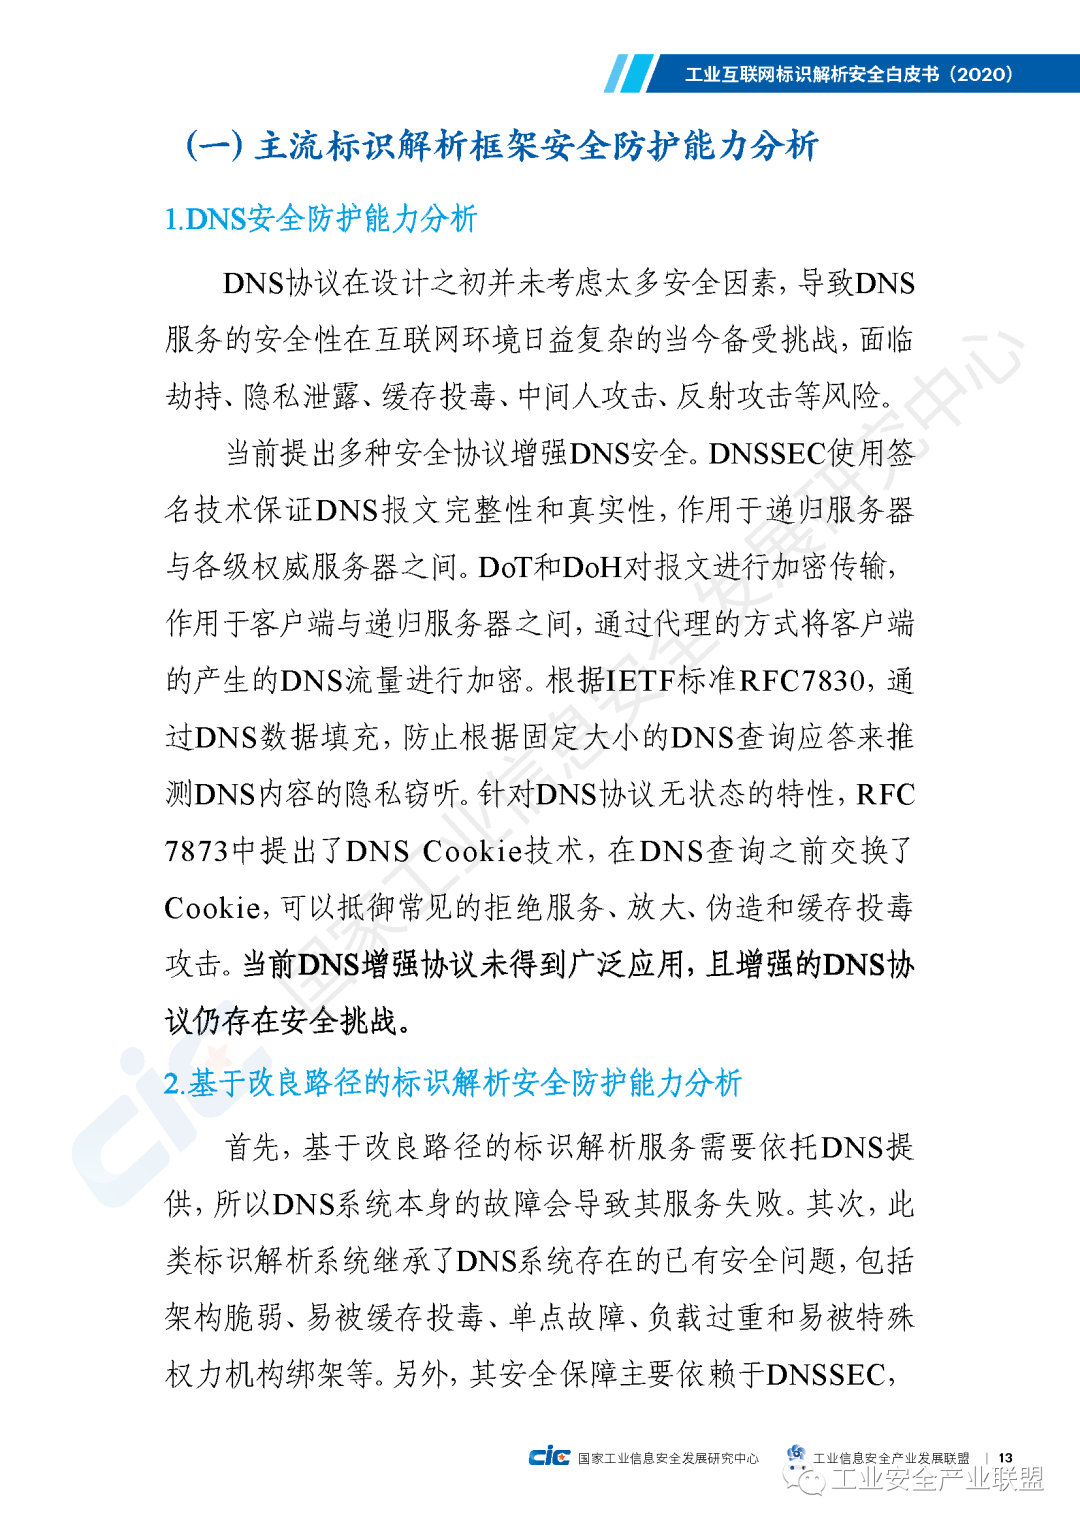 工业互联网标识解析安全白皮书（2020）
（一）主流标识解析框架安全防护能力分析
1.DNS安全防护能力分析
DNS协议在设计之初并未考虑太多安全因素，导致DNS
服务的安全性在互联网环境日益复杂的当今备受挑战，面临
劫持、隐私泄露、缓存投毒、中间人攻击、反射攻击等风险。
当前提出多种安全协议增强DNS安全。DNSSEC使用签
名技术保证DNS报文完整性和真实性，作用于递归服务器
与各级权威服务器之间。DoT和DoH对报文进行加密传输，
作用于客户端与递归服务器之间，通过代理的方式将客户端
的产生的DNS流量进行加密。根据IETF标准RFC7830，通
过DNS数据填充，防止根据固定大小的DNS查询应答来推
测DNS内容的隐私窃听。针对DNS协议无状态的特性，RFC
7873中提出了DNS Cookie技术，在DNS查询之前交换了
Cookie，可以抵御常见的拒绝服务、放大、伪造和缓存投毒
攻击。当前DNS增强协议未得到广泛应用，且增强的DNS协
议仍存在安全挑战。
2.基于改良路径的标识解析安全防护能力分析
首先，基于改良路径的标识解析服务需要依托DNS提
供，所以DNS系统本身的故障会导致其服务失败。其次，此
类标识解析系统继承了DNS系统存在的已有安全问题，包括
架构脆弱、易被缓存投毒、单点故障、负载过重和易被特殊
权力机构绑架等。另外，其安全保障主要依赖于DNSSEC，
国家工业信息安全发展研究中心
CIC
CIC 国家工业信息安全发展研究中心 工业信息安全产业发展联盟 | 13
工业安全产业联盟